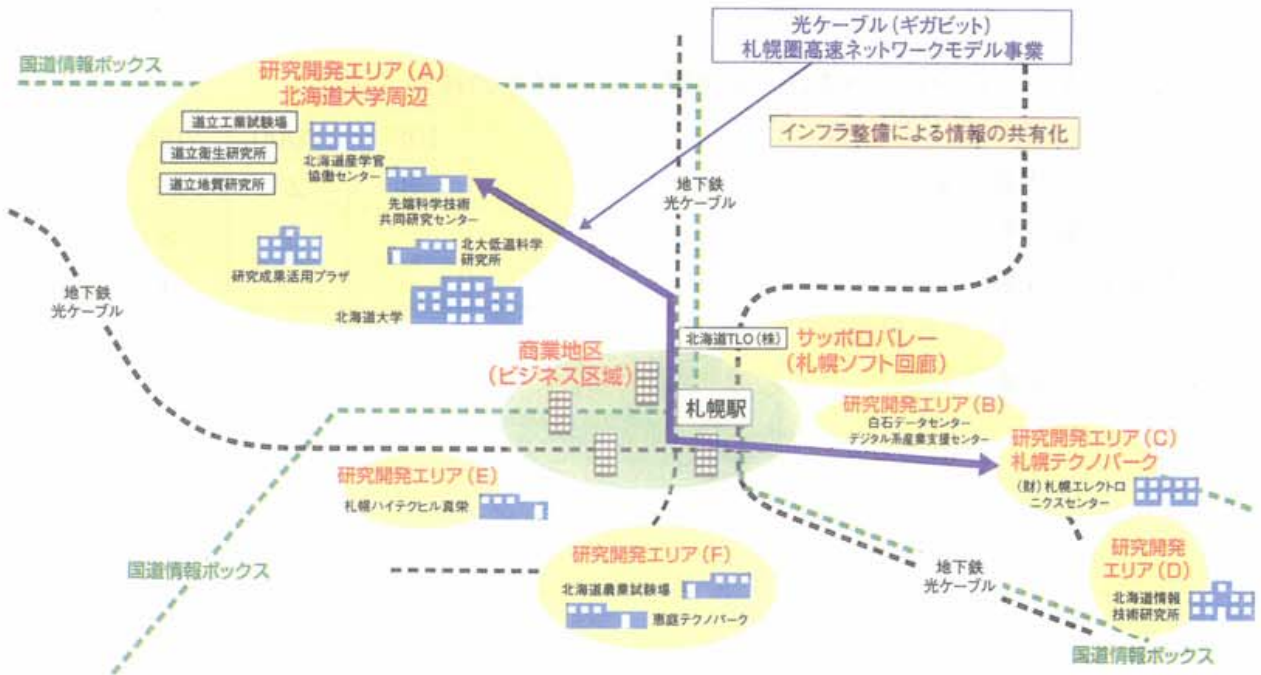 光ケーブル(ギガビット)
札幌圏高速ネットワークモデル事業
国道情報ボックス
研究開発エリア(A)
北海道大学周辺
道立工業試験場
インフラ整備による情報の共有化
道立衛生研究所
北海道産学官
協働センター
道立地質研究所
先端科学技術
共同研究センター
地下鉄
光ケーブル
北大低温科学
研究所
研究成果活用プラザ
北海道大学
地下鉄
光ケーブル
北海道TLO(株)
サッポロバレー
(札幌ソフト回廊)
商業地区
(ビジネス区域)
札幌駅
研究開発エリア(B)
白石データセンター
デジタル系産業支援センター
研究開発エリア(C)
札幌テクノパーク
(財)札幌エレクトロ
ニクスセンター
研究開発エリア(E)
札幌ハイテクヒル真栄
研究開発エリア(F)
北海道農業試験場
恵庭テクノパーク
国道情報ボックス
地下鉄
光ケーブル
研究開発
エリア(D)
北海道情報
技術研究所
国道情報ボックス